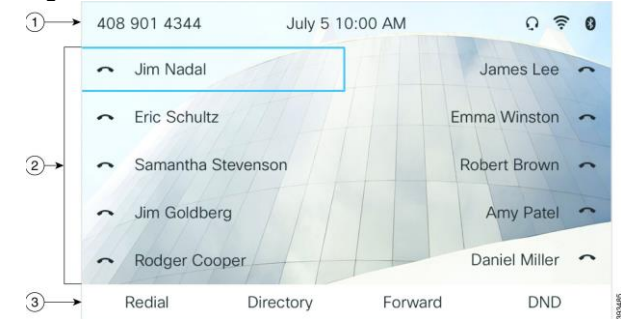 1 408 901 4344 July 5 10:00 AM
Jim Nadal James Lee
Eric Schultz Emma Winston
2 Samantha Stevenson Robert Brown
Jim Goldberg Amy Patel
Rodger Cooper Daniel Miller
3 Redial Directory Forward DND